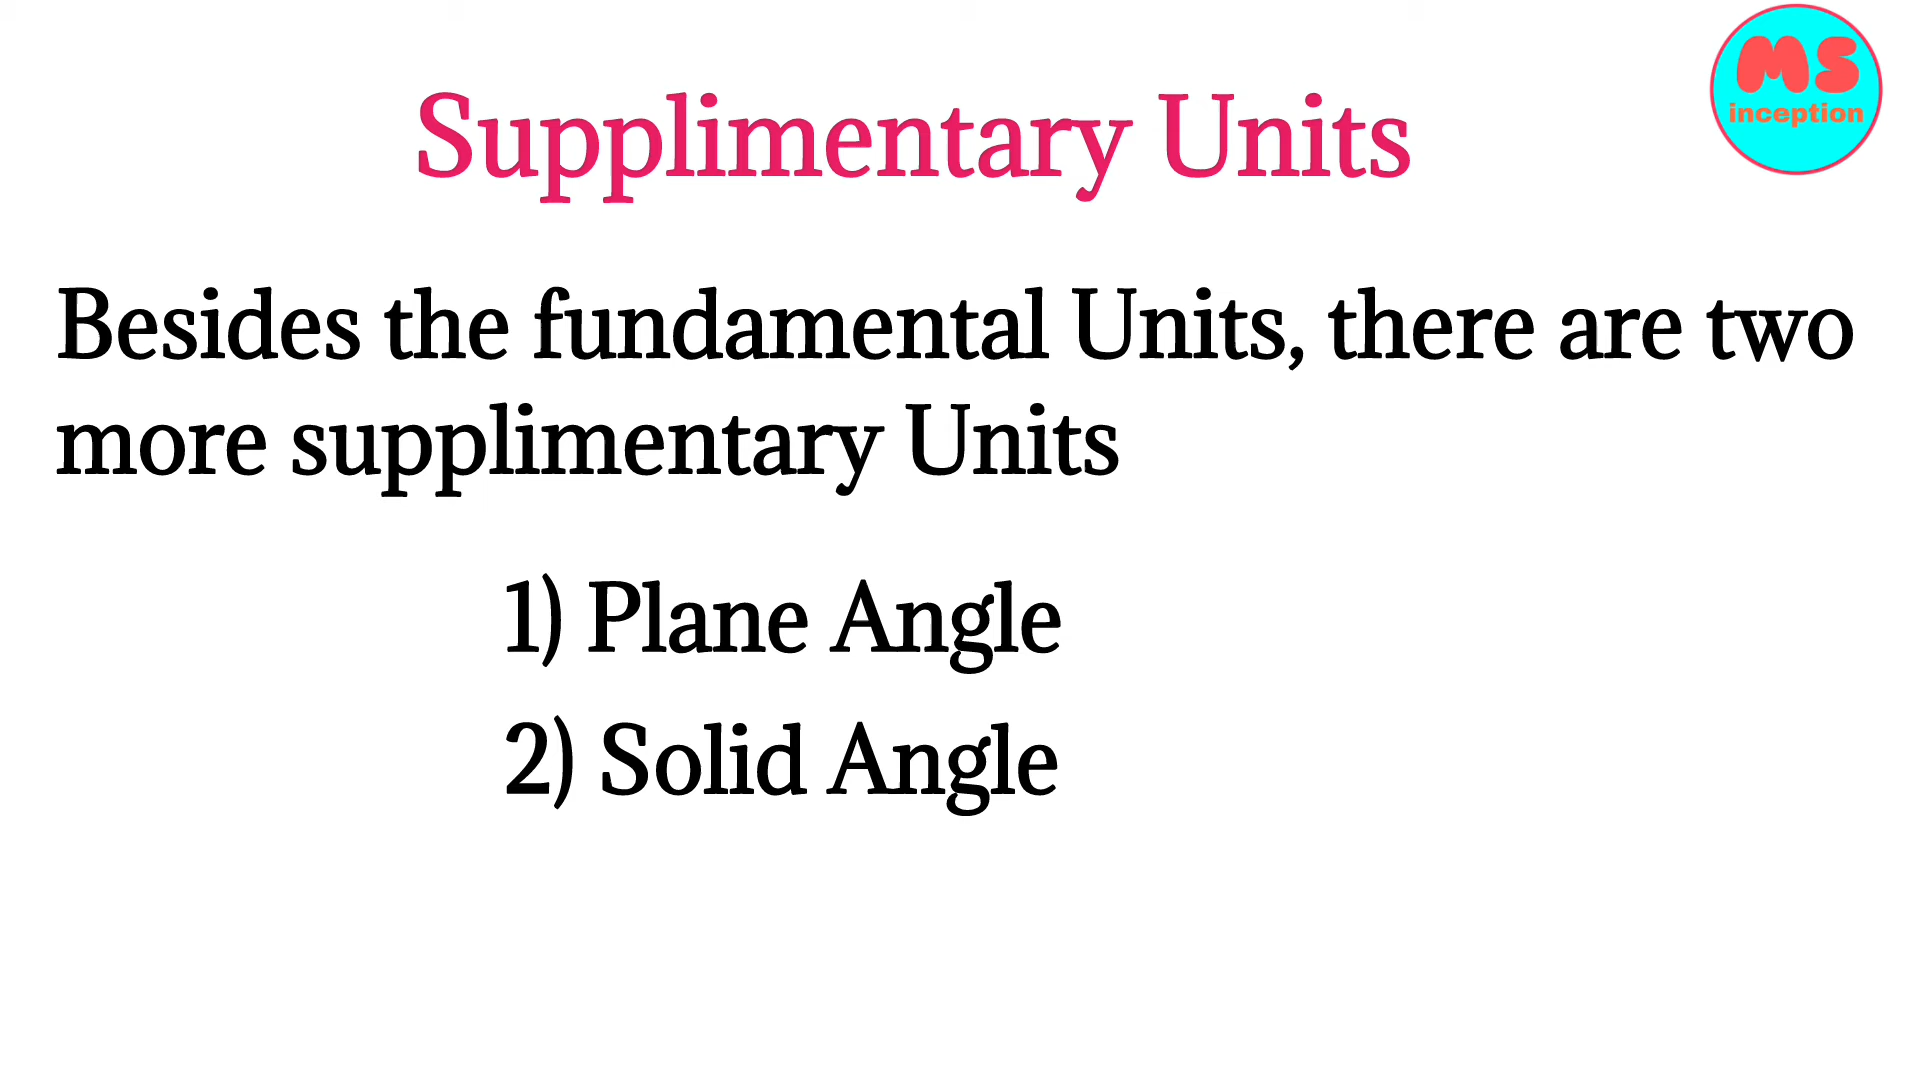 MS
inception
Supplimentary Units
Besides the fundamental Units, there are two
more supplimentary Units
1) Plane Angle
2) Solid Angle